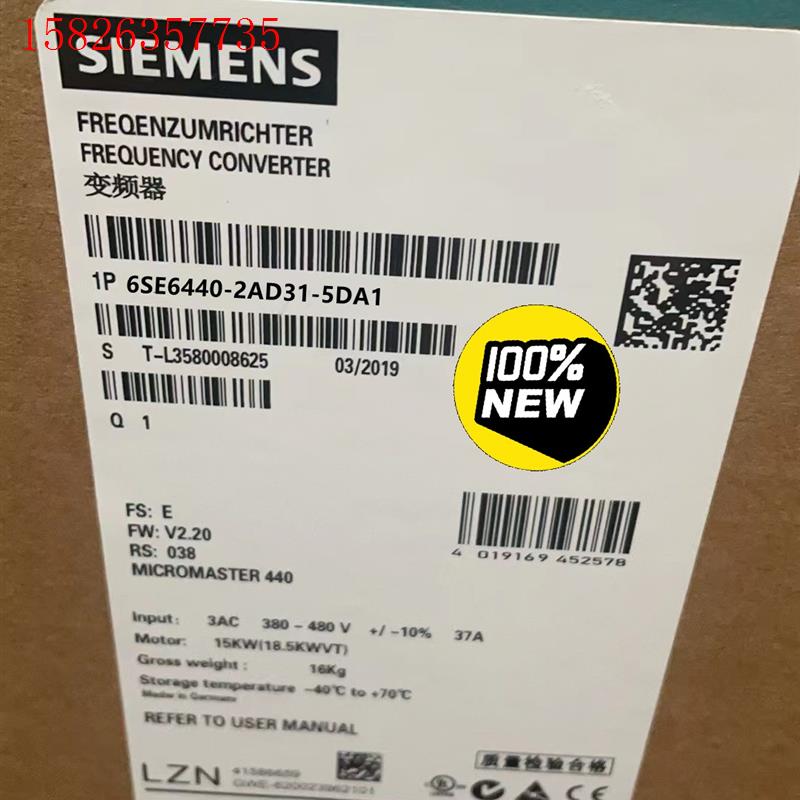 15826357735
SIEMENS
FREQENZUMRICHTER
FREQUENCY CONVERTER
变频器
1P 6SE6440-2AD31-5DA1
S T-L3580008625 03/2019
Q 1
100%
NEW
FS: E
FW: V2.20
RS: 038
MICROMASTER 440
4 019169 452578
Input: 3AC 380-480 V +/-10% 37A
Motor: 15KW(18.5KWVT)
Gross weight: 16Kg
Storage temperature -40°C to +70°C
Made in Germany
REFER TO USER MANUAL
质量检验合格
LZN
CE